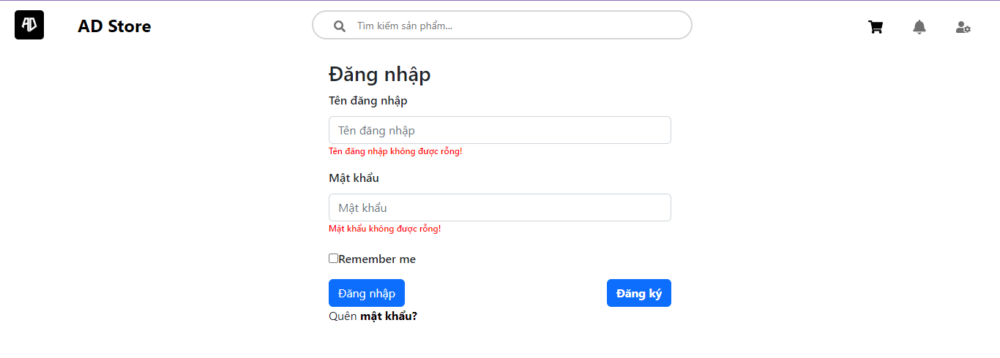 AD
AD Store
Tìm kiếm sản phẩm...
Đăng nhập
Tên đăng nhập
Tên đăng nhập
Tên đăng nhập không được rỗng!
Mật khẩu
Mật khẩu
Mật khẩu không được rỗng!
Remember me
Đăng nhập
Đăng ký
Quên mật khẩu?